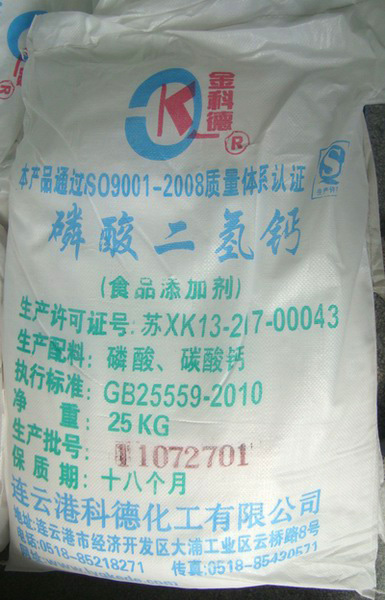 金科德
K
®
本产品通过ISO9001-2008质量体系认证
磷酸二氢钙
(食品添加剂)
生产许可证号: 苏XK13-217-00043
生产配料: 磷酸、碳酸钙
执行标准: GB25559-2010
净 重: 25KG
生产批号: 11072701
保质期: 十八个月
连云港科德化工有限公司
地址:连云港市经济开发区大浦工业区云桥路8号
电话:0518-85218271 传真:0518-85420571